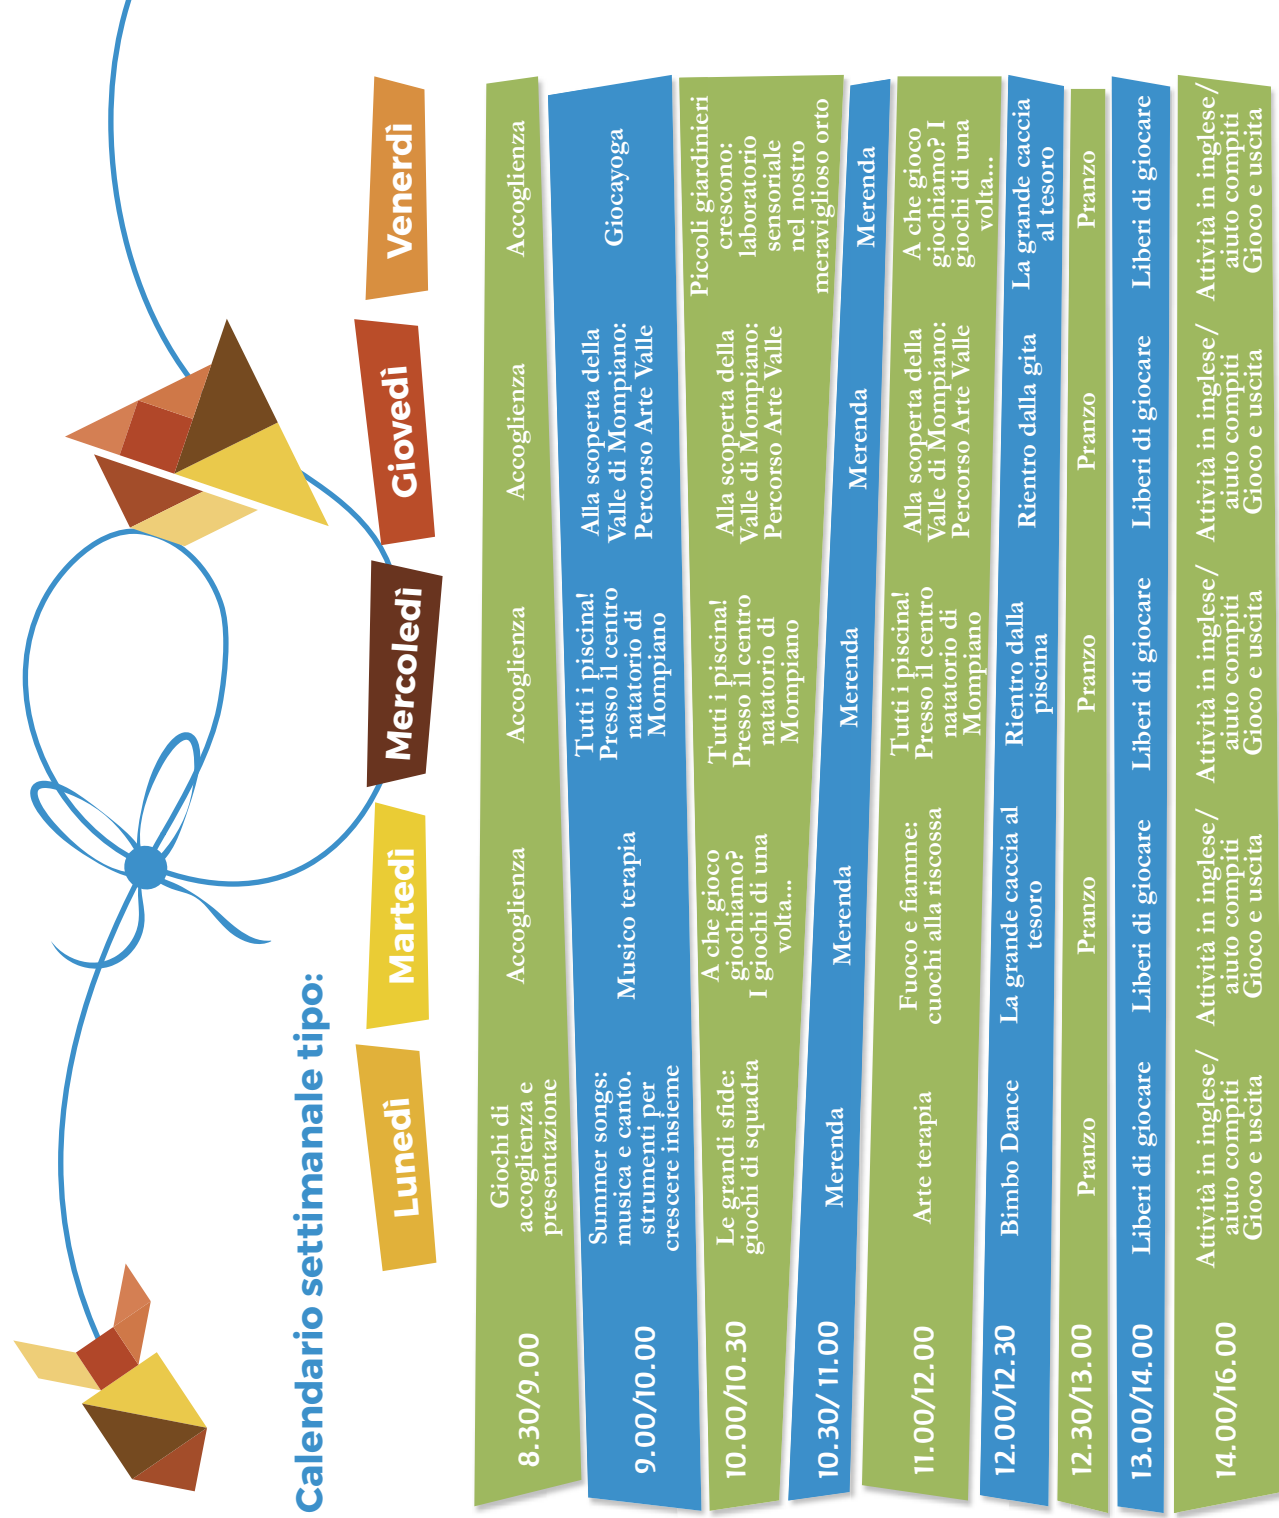 Calendario settimanale tipo:
Lunedì
Martedì
Mercoledì
Giovedì
Venerdì
8.30/9.00
Giochi di
accoglienza e
presentazione
Accoglienza
Accoglienza
Accoglienza
Accoglienza
9.00/10.00
Summer songs:
musica e canto.
strumenti per
crescere insieme
Musico terapia
Tutti i piscina!
Presso il centro
natatorio di
Mompiano
Alla scoperta della
Valle di Mompiano:
Percorso Arte Valle
Giocayoga
10.00/10.30
Le grandi sfide:
giochi di squadra
A che gioco
giochiamo?
I giochi di una
volta...
Tutti i piscina!
Presso il centro
natatorio di
Mompiano
Alla scoperta della
Valle di Mompiano:
Percorso Arte Valle
Piccoli giardinieri
crescono:
laboratorio
sensoriale
nel nostro
meraviglioso orto
10.30/ 11.00
Merenda
Merenda
Merenda
Merenda
Merenda
11.00/12.00
Arte terapia
Fuoco e fiamme:
cuochi alla riscossa
Tutti i piscina!
Presso il centro
natatorio di
Mompiano
Alla scoperta della
Valle di Mompiano:
Percorso Arte Valle
A che gioco
giochiamo? I
giochi di una
volta...
12.00/12.30
Bimbo Dance
La grande caccia al
tesoro
Rientro dalla
piscina
Rientro dalla gita
La grande caccia
al tesoro
12.30/13.00
Pranzo
Pranzo
Pranzo
Pranzo
Pranzo
13.00/14.00
Liberi di giocare
Liberi di giocare
Liberi di giocare
Liberi di giocare
Liberi di giocare
14.00/16.00
Attività in inglese/
aiuto compiti
Gioco e uscita
Attività in inglese/
aiuto compiti
Gioco e uscita
Attività in inglese/
aiuto compiti
Gioco e uscita
Attività in inglese/
aiuto compiti
Gioco e uscita
Attività in inglese/
aiuto compiti
Gioco e uscita